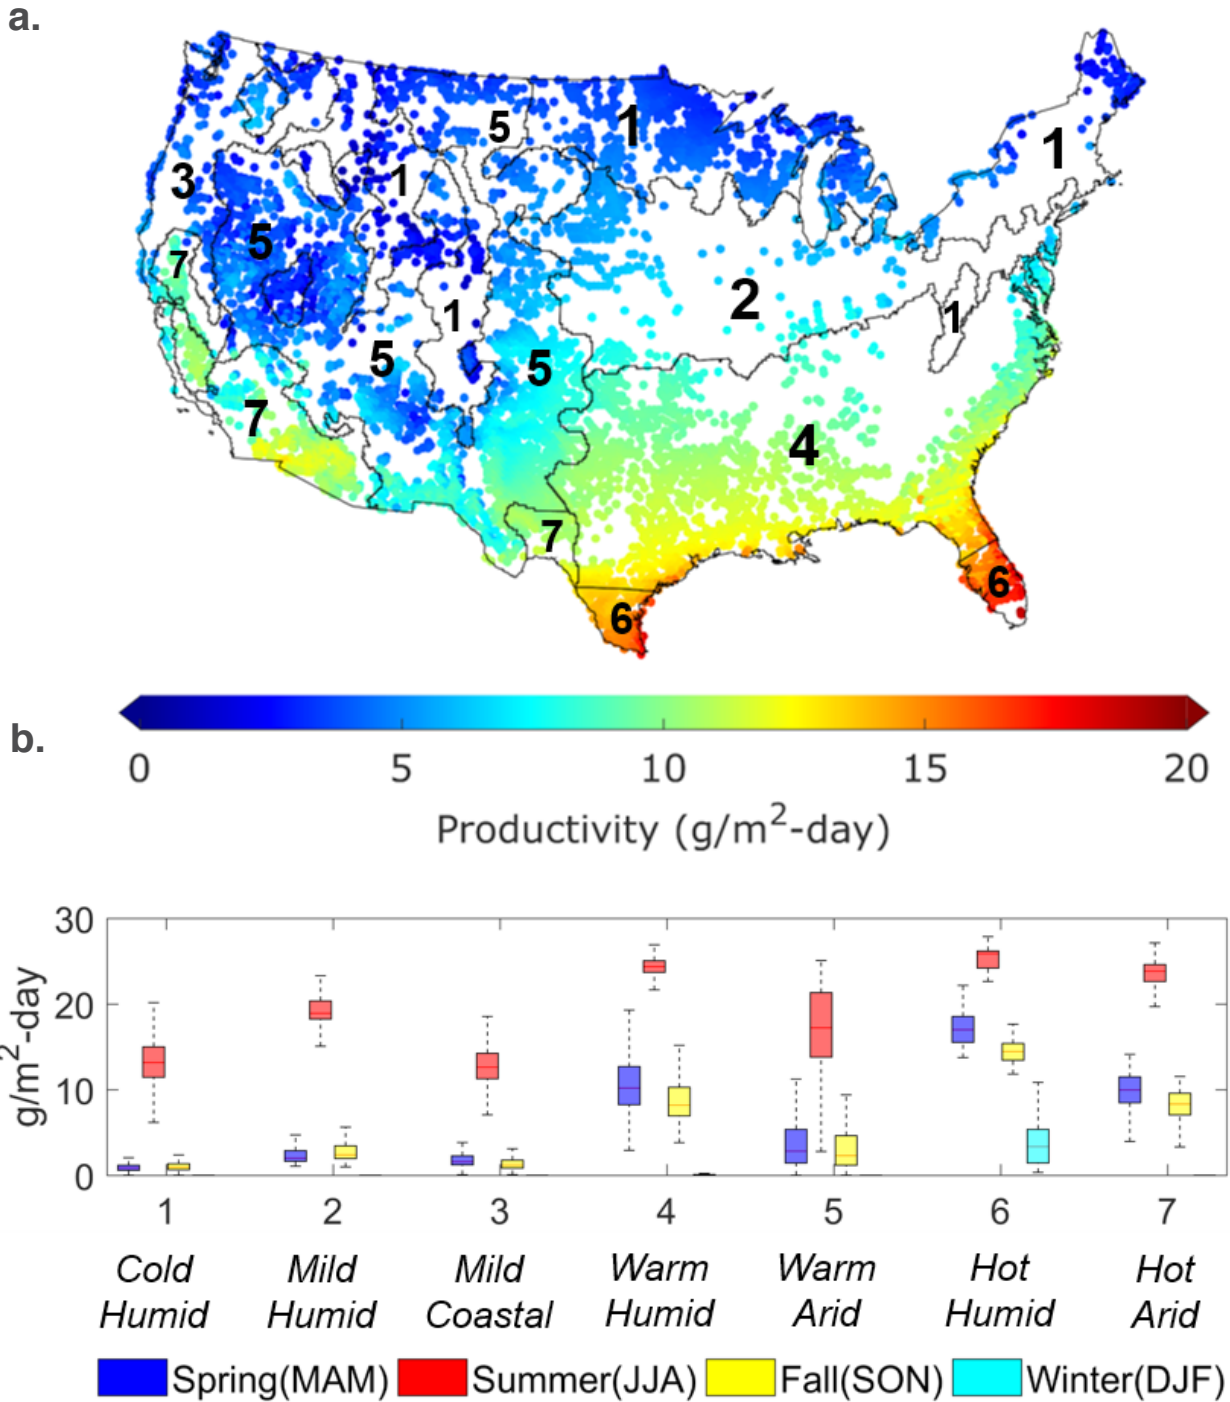 a.
1
5
1
3
1
5
7
2
1
1
5
5
7
4
7
6
6
b.
0 5 10 15 20
Productivity (g/m²-day)
30
20
10
0
g/m²-day
1 2 3 4 5 6 7
Cold Humid
Mild Humid
Mild Coastal
Warm Humid
Warm Arid
Hot Humid
Hot Arid
Spring(MAM) Summer(JJA) Fall(SON) Winter(DJF)